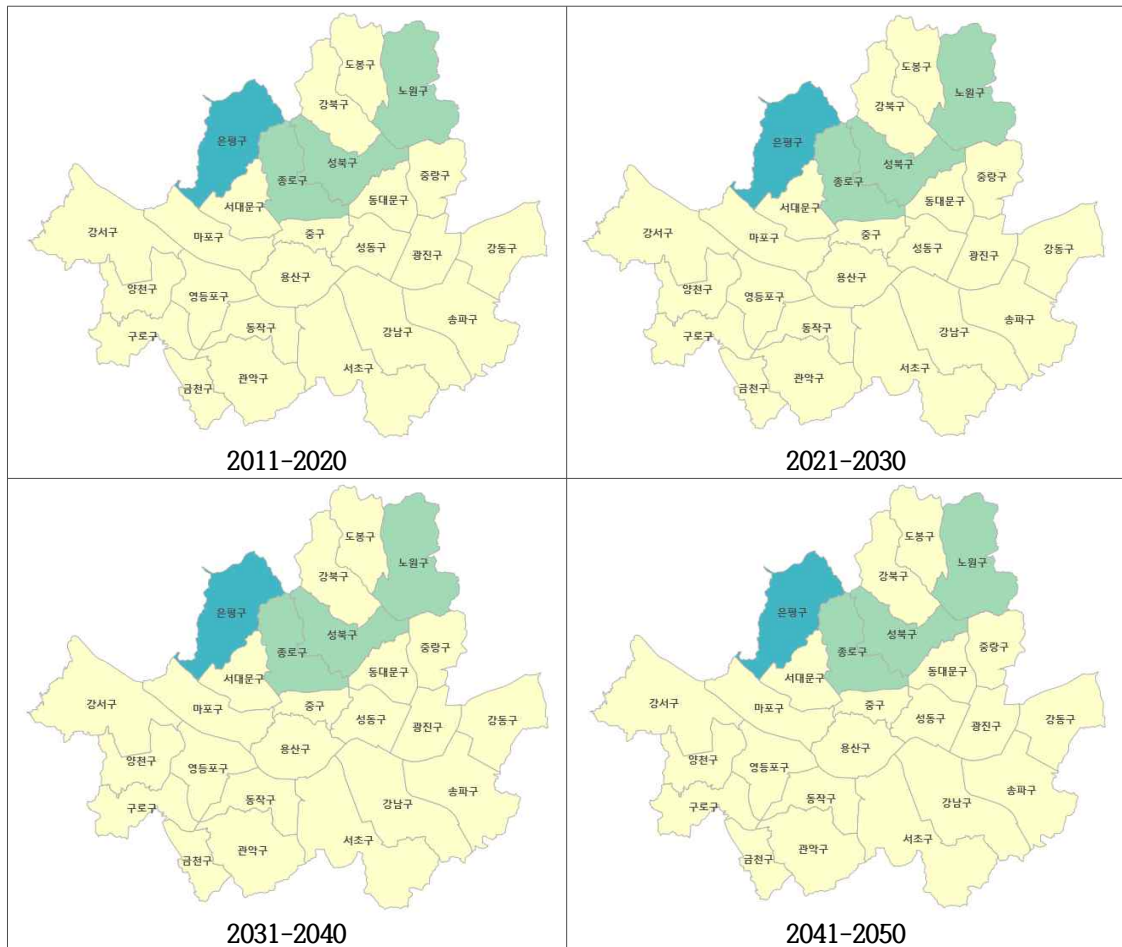 도봉구
노원구
강북구
은평구
성북구
종로구
중랑구
서대문구
동대문구
강서구
마포구
중구
성동구
광진구
강동구
용산구
양천구
영등포구
송파구
구로구
동작구
강남구
서초구
관악구
금천구
2011-2020
도봉구
노원구
강북구
은평구
성북구
종로구
중랑구
서대문구
동대문구
강서구
마포구
중구
성동구
광진구
강동구
용산구
양천구
영등포구
송파구
구로구
동작구
강남구
서초구
관악구
금천구
2021-2030
도봉구
노원구
강북구
은평구
성북구
종로구
중랑구
서대문구
동대문구
강서구
마포구
중구
성동구
광진구
강동구
용산구
양천구
영등포구
송파구
구로구
동작구
강남구
서초구
관악구
금천구
2031-2040
도봉구
노원구
강북구
은평구
성북구
종로구
중랑구
서대문구
동대문구
강서구
마포구
중구
성동구
광진구
강동구
용산구
양천구
영등포구
송파구
구로구
동작구
강남구
서초구
관악구
금천구
2041-2050